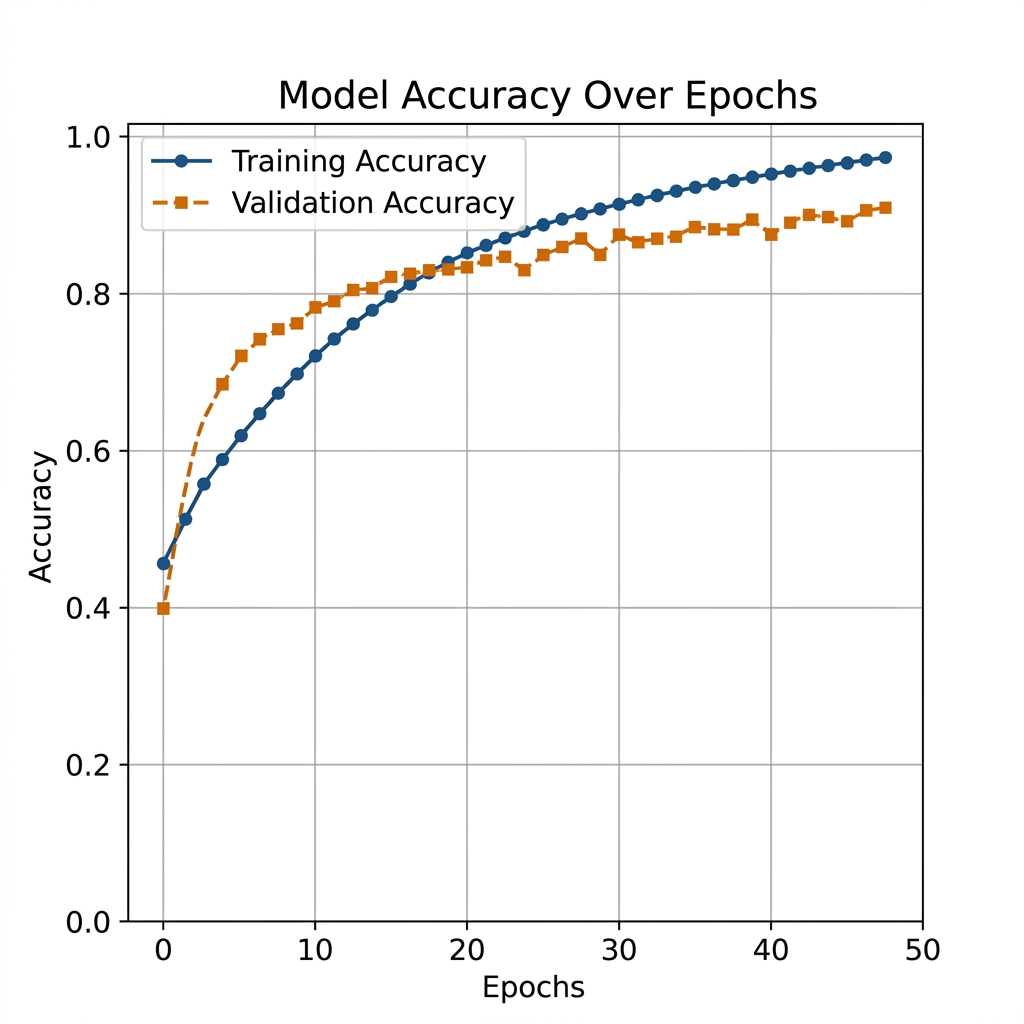 Model Accuracy Over Epochs
Training Accuracy
Validation Accuracy
1.0
0.8
0.6
0.4
0.2
0.0
Accuracy
0 10 20 30 40 50
Epochs